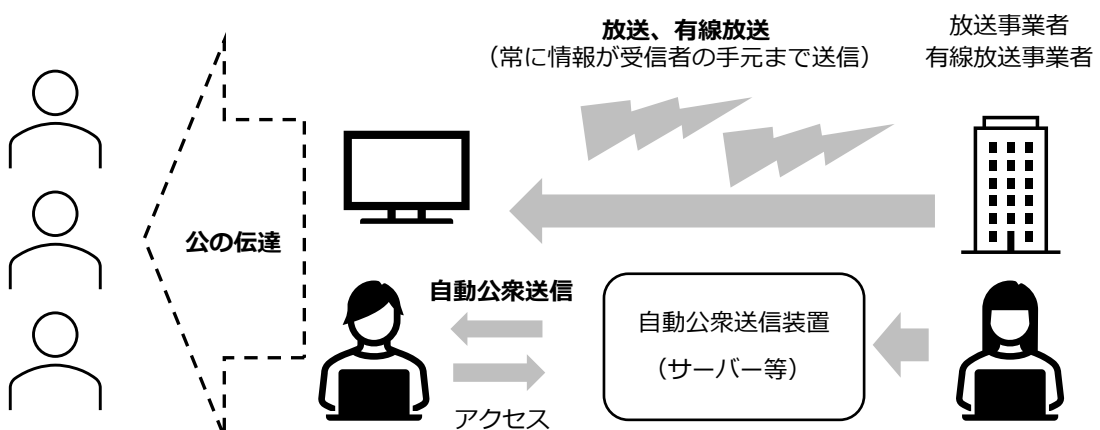 放送、有線放送
（常に情報が受信者の手元まで送信）
放送事業者
有線放送事業者
公の伝達
自動公衆送信
アクセス
自動公衆送信装置
（サーバー等）